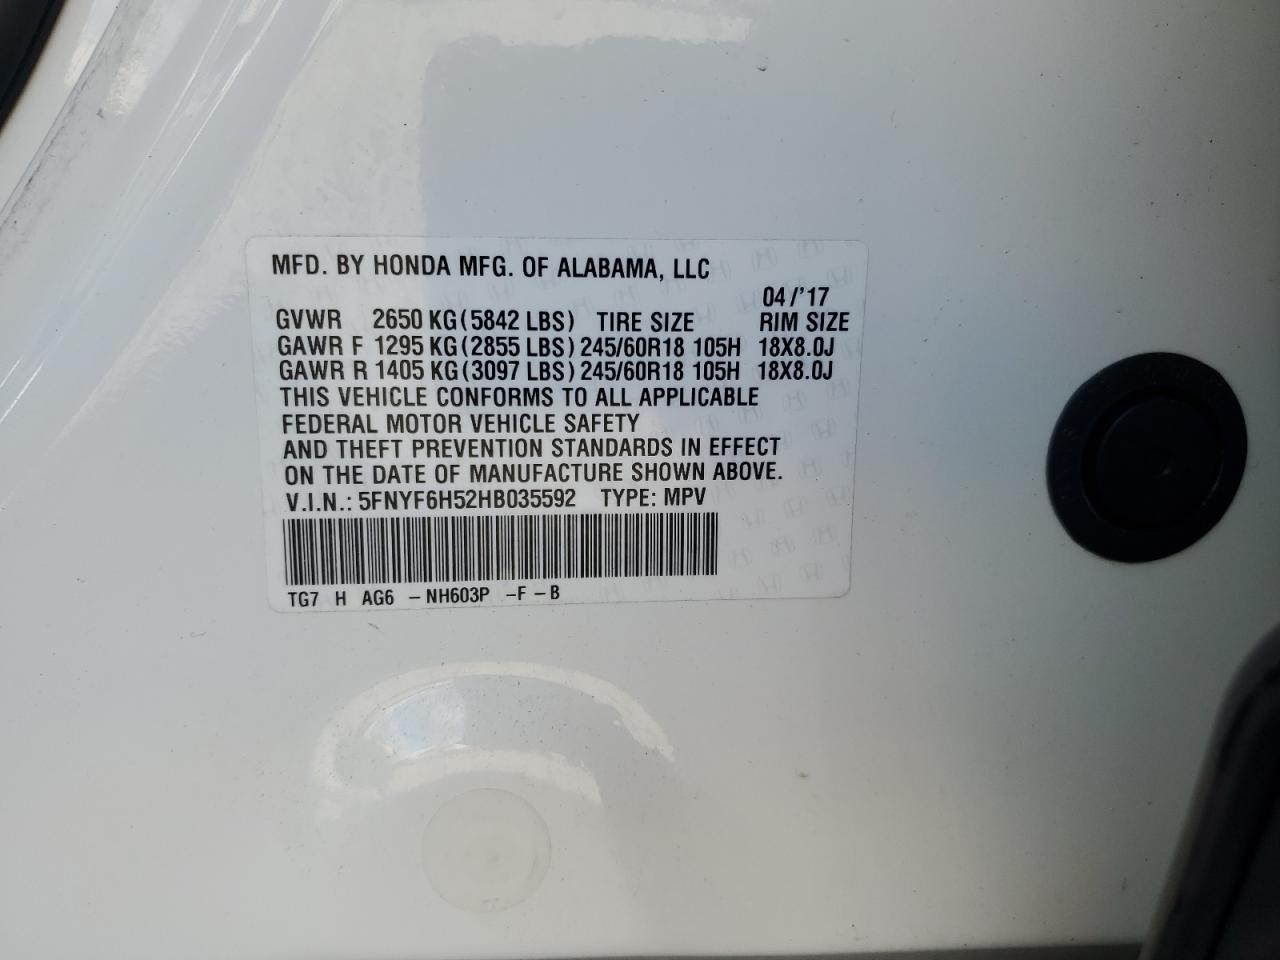 MFD. BY HONDA MFG. OF ALABAMA, LLC
04/'17
GVWR 2650 KG(5842 LBS) TIRE SIZE RIM SIZE
GAWR F 1295 KG(2855 LBS) 245/60R18 105H 18X8.0J
GAWR R 1405 KG(3097 LBS) 245/60R18 105H 18X8.0J
THIS VEHICLE CONFORMS TO ALL APPLICABLE
FEDERAL MOTOR VEHICLE SAFETY
AND THEFT PREVENTION STANDARDS IN EFFECT
ON THE DATE OF MANUFACTURE SHOWN ABOVE.
V.I.N.: 5FNYF6H52HB035592 TYPE: MPV
TG7 H AG6 -NH603P -F-B